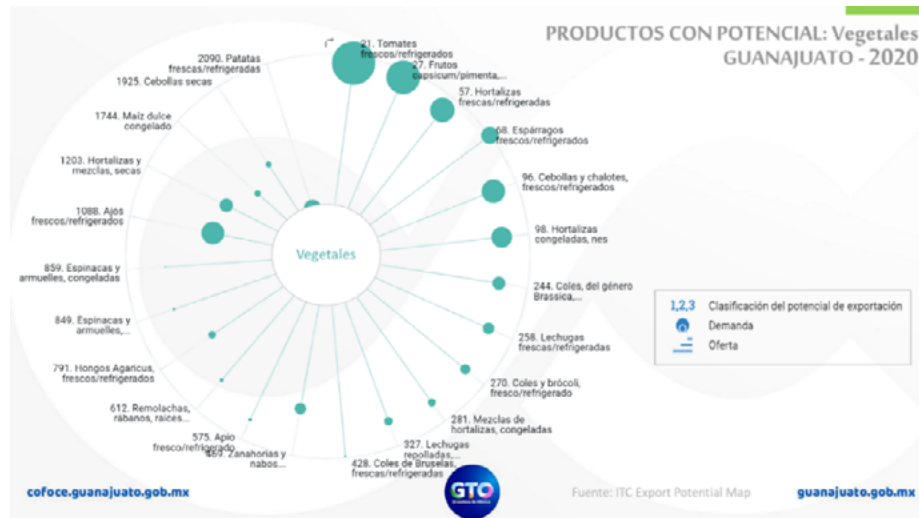 PRODUCTOS CON POTENCIAL: Vegetales
GUANAJUATO - 2020
21. Tomates
frescos/refrigerados
27. Frutos
capsicum/pimenta,...
57. Hortalizas
frescas/refrigeradas
68. Espárragos
frescos/refrigerados
96. Cebollas y chalotes,
frescos/refrigerados
98. Hortalizas
congeladas, nes
244. Coles, del género
Brassica,...
258. Lechugas
frescas/refrigeradas
270. Coles y brócoli,
fresco/refrigerado
281. Mezclas de
hortalizas, congeladas
327. Lechugas
repolladas,...
428. Coles de Bruselas,
frescas/refrigeradas
469. Zanahorias y
nabos...
575. Apio
fresco/refrigerado
612. Remolachas,
rábanos, raíces...
791. Hongos Agaricus,
frescos/refrigerados
849. Espinacas y
armuelles,...
859. Espinacas y
armuelles, congeladas
1088. Ajos
frescos/refrigerados
1203. Hortalizas y
mezclas, secas
1744. Maíz dulce
congelado
1925. Cebollas secas
2090. Patatas
frescas/refrigeradas
Vegetales
1,2,3 Clasificación del potencial de exportación
Demanda
Oferta
cofoce.guanajuato.gob.mx
GTO
Fuente: ITC Export Potential Map
guanajuato.gob.mx